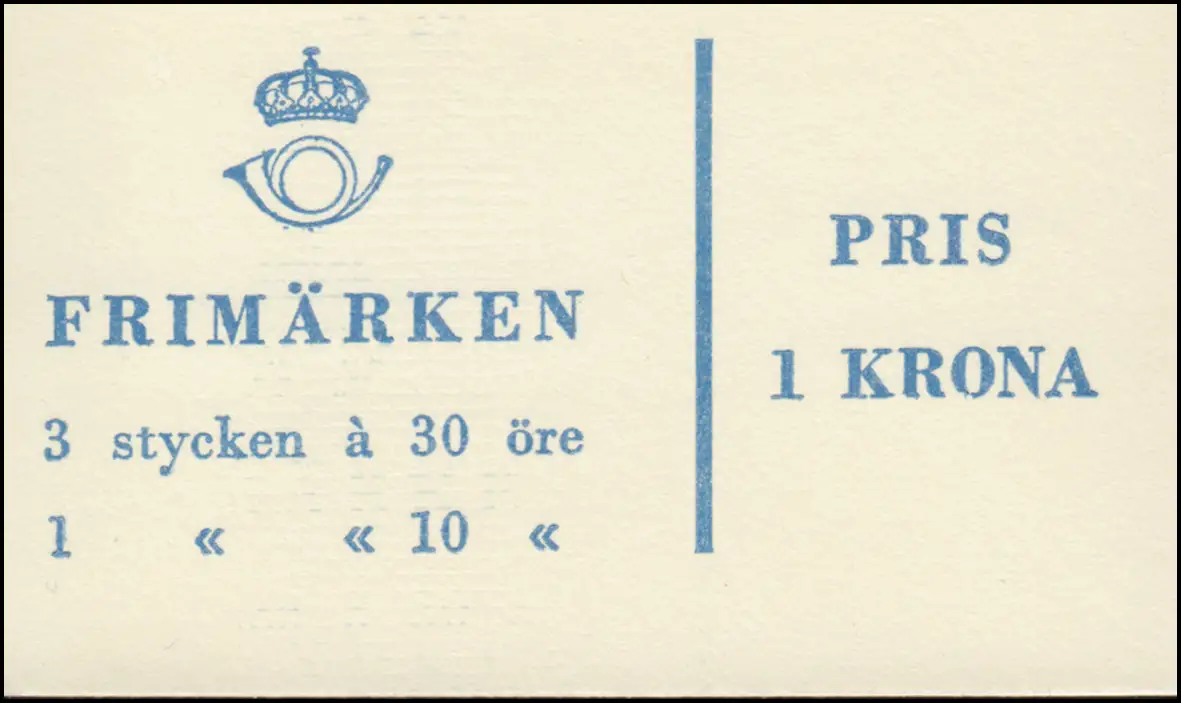 FRIMÄRKEN
3 stycken à 30 öre
1 « « 10 «
PRIS
1 KRONA